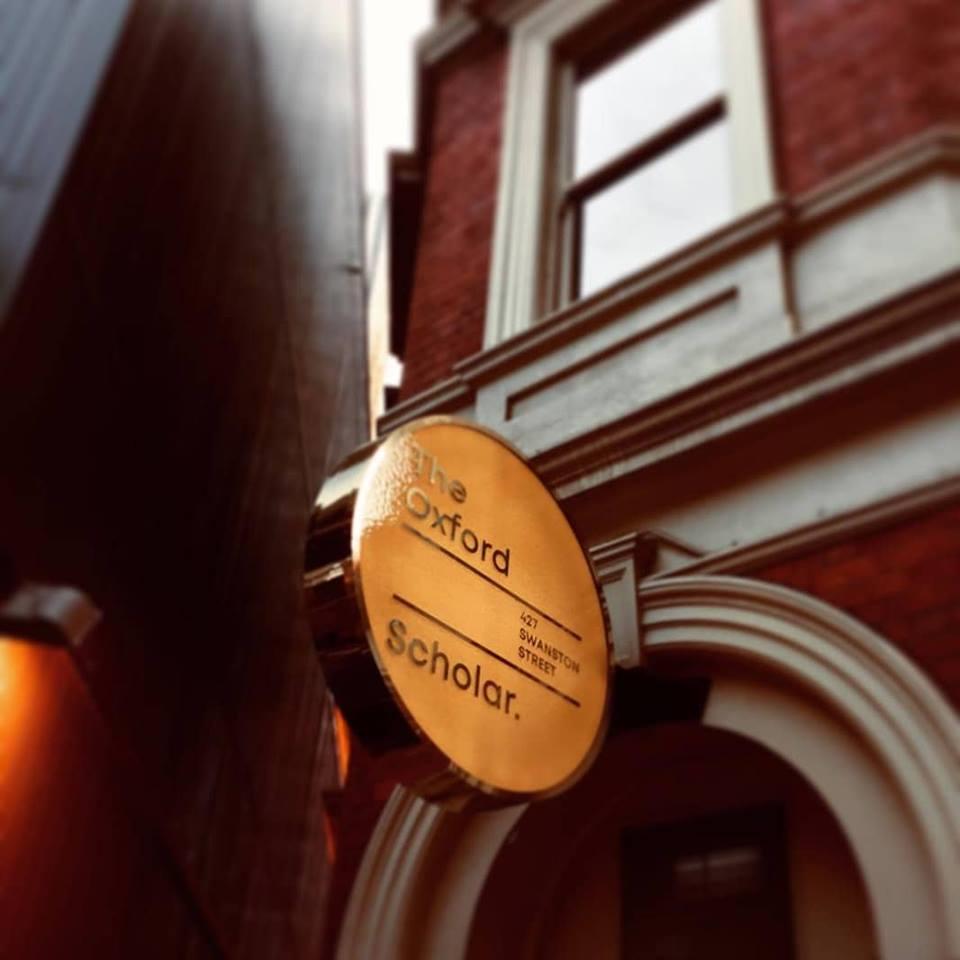 The
Oxford
427
SWANSTON
STREET
Scholar.